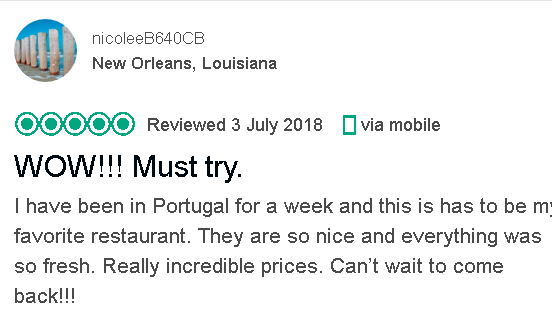 nicoleeB640CB
New Orleans, Louisiana
Reviewed 3 July 2018 via mobile
WOW!!! Must try.
I have been in Portugal for a week and this is has to be my
favorite restaurant. They are so nice and everything was
so fresh. Really incredible prices. Can’t wait to come
back!!!